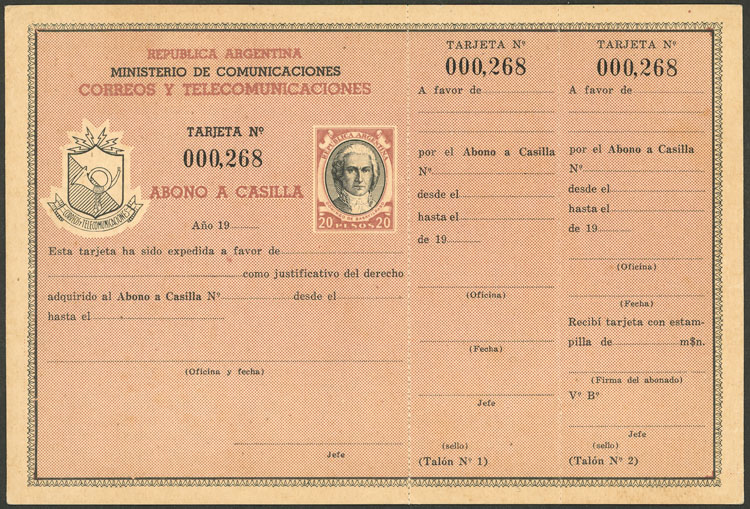 REPUBLICA ARGENTINA
MINISTERIO DE COMUNICACIONES
CORREOS Y TELECOMUNICACIONES
TARJETA Nº
000,268
ABONO A CASILLA
CORREOS Y TELECOMUNICACIONES
REPUBLICA ARGENTINA
20 PESOS 20
Año 19
Esta tarjeta ha sido expedida a favor de
como justificativo del derecho
adquirido al Abono a Casilla Nº desde el
hasta el
(Oficina y fecha)
Jefe
TARJETA Nº
000,268
A favor de
por el Abono a Casilla
Nº
desde el
hasta el
de 19
(Oficina)
(Fecha)
Jefe
(sello)
(Talón Nº 1)
TARJETA Nº
000,268
A favor de
por el Abono a Casilla
Nº
desde el
hasta el
de 19
(Oficina)
(Fecha)
Recibí tarjeta con estam-
pilla de m$n.
(Firma del abonado)
Vº Bº
Jefe
(sello)
(Talón Nº 2)